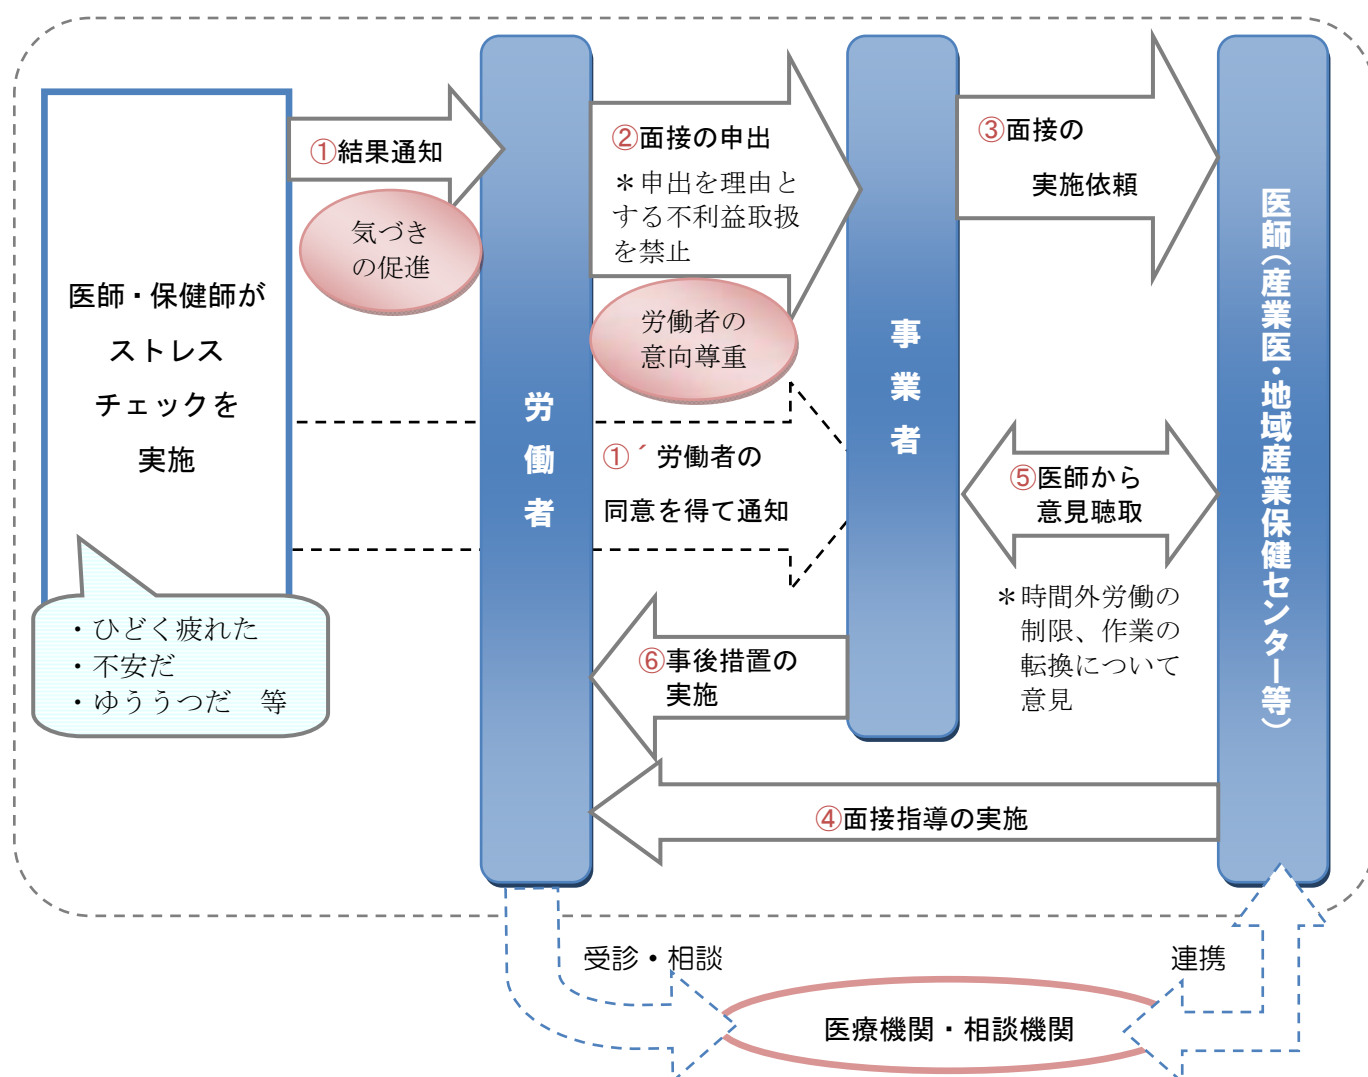 医師・保健師が
ストレス
チェックを
実施
・ひどく疲れた
・不安だ
・ゆううつだ　等
①結果通知
気づき
の促進
労働者
②面接の申出
＊申出を理由と
する不利益取扱
を禁止
労働者の
意向尊重
①´労働者の
同意を得て通知
⑥事後措置の
実施
事業者
③面接の
実施依頼
⑤医師から
意見聴取
＊時間外労働の
制限、作業の
転換について
意見
④面接指導の実施
医師（産業医・地域産業保健センター等）
受診・相談
連携
医療機関・相談機関